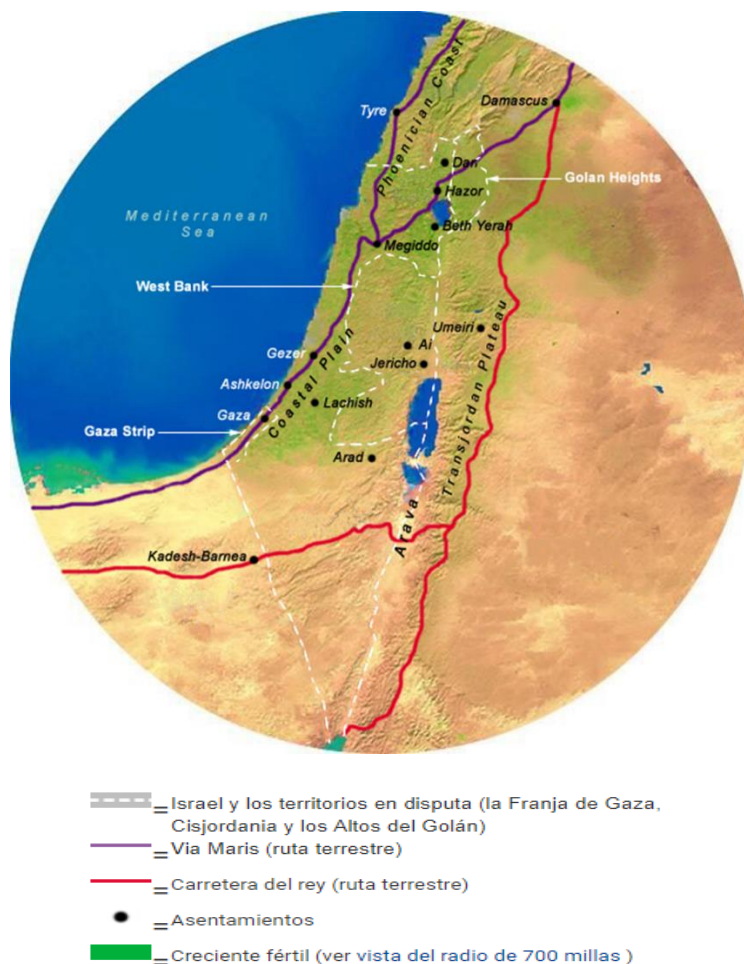 Phoenician Coast
Tyre
Damascus
Dan
Golan Heights
Hazor
Mediterranean
Sea
Beth Yerah
Megiddo
West Bank
Umeiri
Gezer
Ai
Jericho
Ashkelon
Coastal Plain
Lachish
Transjordan Plateau
Gaza
Gaza Strip
Arad
Arava
Kadesh-Barnea
= Israel y los territorios en disputa (la Franja de Gaza,
Cisjordania y los Altos del Golán)
= Via Maris (ruta terrestre)
= Carretera del rey (ruta terrestre)
= Asentamientos
= Creciente fértil (ver vista del radio de 700 millas )